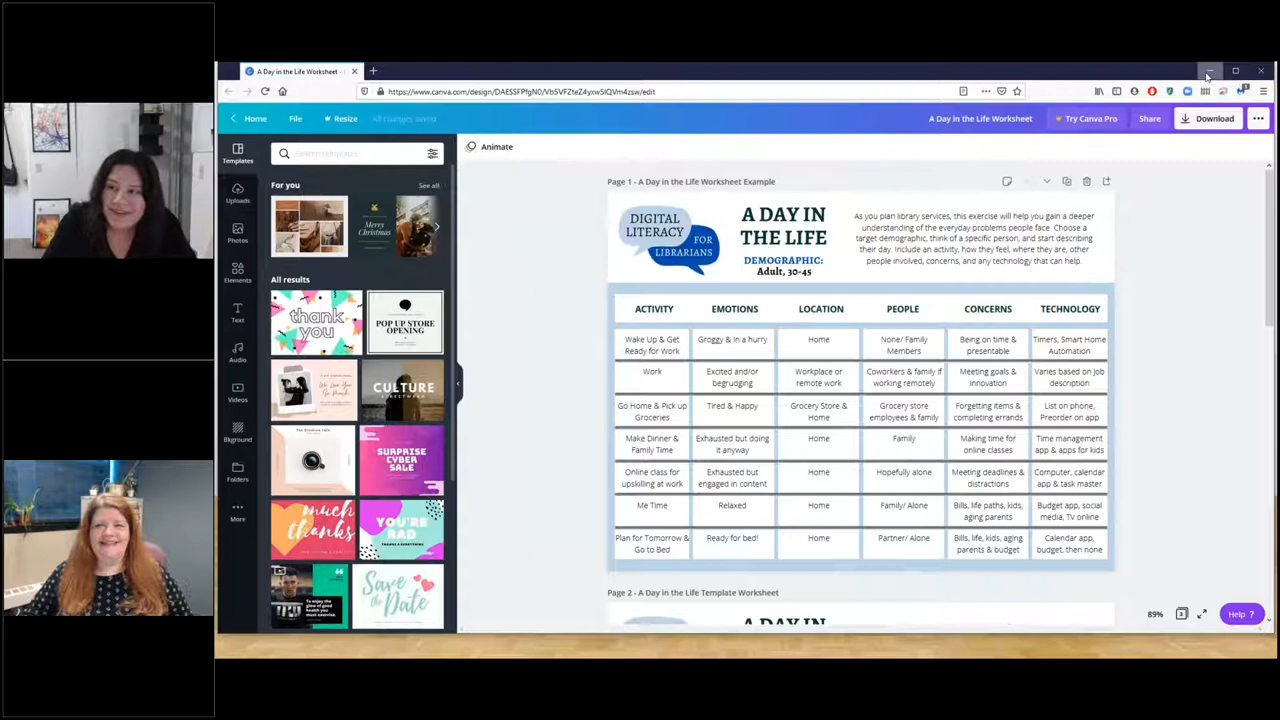 A Day in the Life Worksheet -
https://www.canva.com/design/DAESSFPfgN0/Vb5VFZteZ4yxwSIQVm4zsw/edit
Home File Resize All changes saved A Day in the Life Worksheet Try Canva Pro Share Download
Templates
Uploads
Photos
Elements
Text
Audio
Videos
Bkground
Folders
More
For you See all
Merry
Christmas
All results
thank
you
POP UP STORE
OPENING
CULTURE
STREETWEAR
SURPRISE
CYBER
SALE
much
thanks
YOU'RE
RAD
Save
the Date
Animate
Page 1 - A Day in the Life Worksheet Example
DIGITAL
LITERACY
FOR
LIBRARIANS
A DAY IN
THE LIFE
DEMOGRAPHIC:
Adult, 30-45
As you plan library services, this exercise will help you gain a deeper
understanding of the everyday problems people face. Choose a
target demographic, think of a specific person, and start describing
their day. Include an activity, how they feel, where they are, other
people involved, concerns, and any technology that can help.
ACTIVITY EMOTIONS LOCATION PEOPLE CONCERNS TECHNOLOGY
Wake Up & Get Groggy & in a hurry Home None/ Family Being on time & Timers, Smart Home
Ready for Work Members presentable Automation
Work Excited and/or Workplace or Coworkers & family if Meeting goals & Varies based on job
begrudging remote work working remotely innovation description
Go Home & Pick up Tired & Happy Grocery Store & Grocery store Forgetting items & List on phone,
Groceries Home employees & family completing errands Preorder on app
Make Dinner & Exhausted but doing Home Family Making time for Time management
Family Time it anyway online classes app & apps for kids
Online class for Exhausted but Home Hopefully alone Meeting deadlines & Computer, calendar
upskilling at work engaged in content distractions app & task master
Me Time Relaxed Home Family/ Alone Bills, life paths, kids, Budget app, social
aging parents media, TV online
Plan for Tomorrow & Ready for bed! Home Partner/ Alone Bills, life, kids, aging Calendar app,
Go to Bed parents & budget budget, then none
Page 2 - A Day in the Life Template Worksheet
A DAY IN
89% Help ?